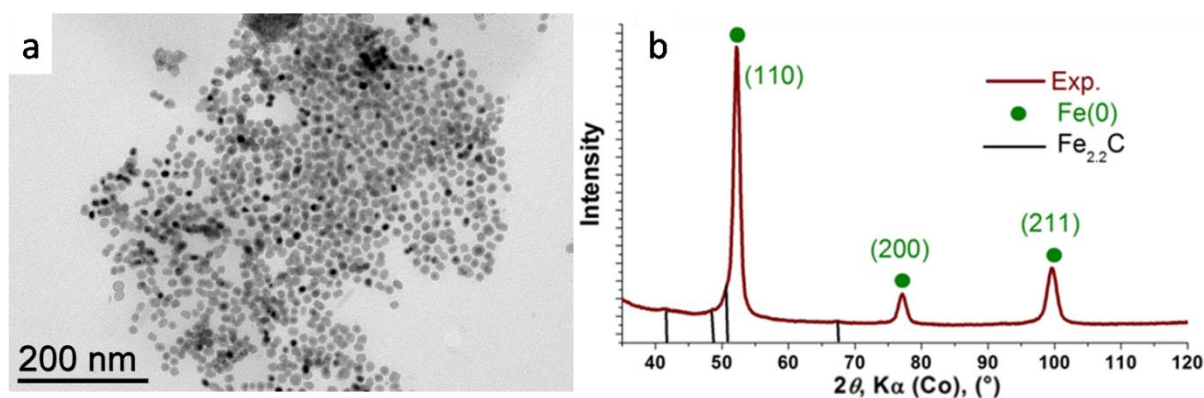 a
200 nm
b
(110)
Exp.
Fe(0)
Fe2.2C
(200)
(211)
Intensity
40 50 60 70 80 90 100 110 120
2θ, Kα (Co), (°)